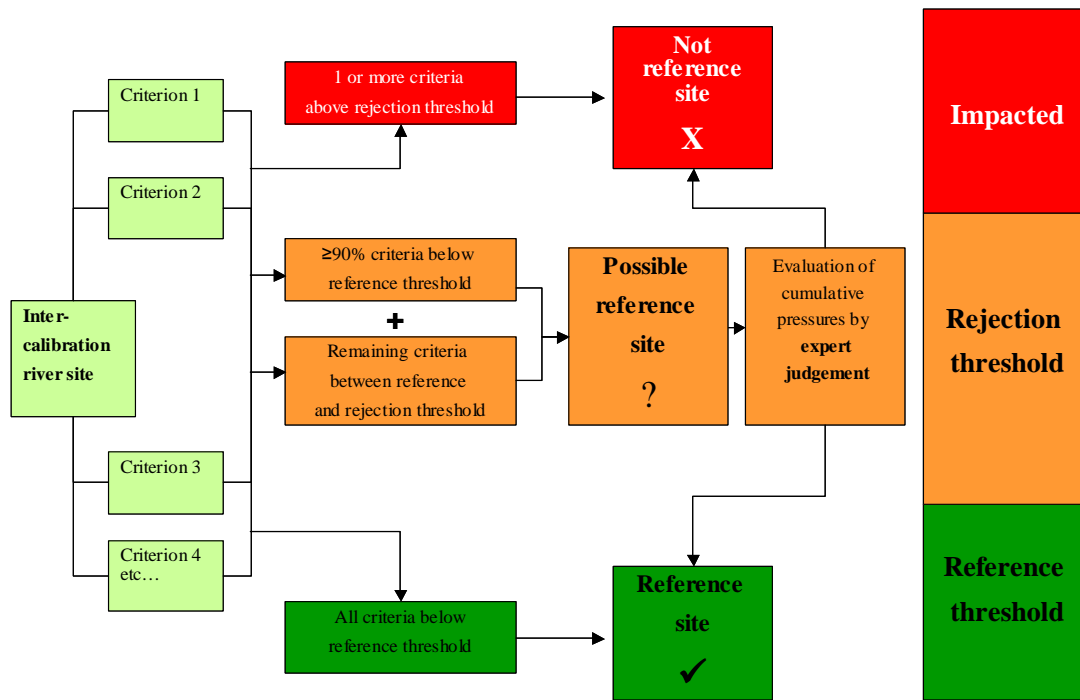 Criterion 1
Criterion 2
Inter-
calibration
river site
Criterion 3
Criterion 4
etc…
1 or more criteria
above rejection threshold
≥90% criteria below
reference threshold
+
Remaining criteria
between reference
and rejection threshold
All criteria below
reference threshold
Not
reference
site
X
Possible
reference
site
?
Evaluation of
cumulative
pressures by
expert
judgement
Reference
site
✓
Impacted
Rejection
threshold
Reference
threshold